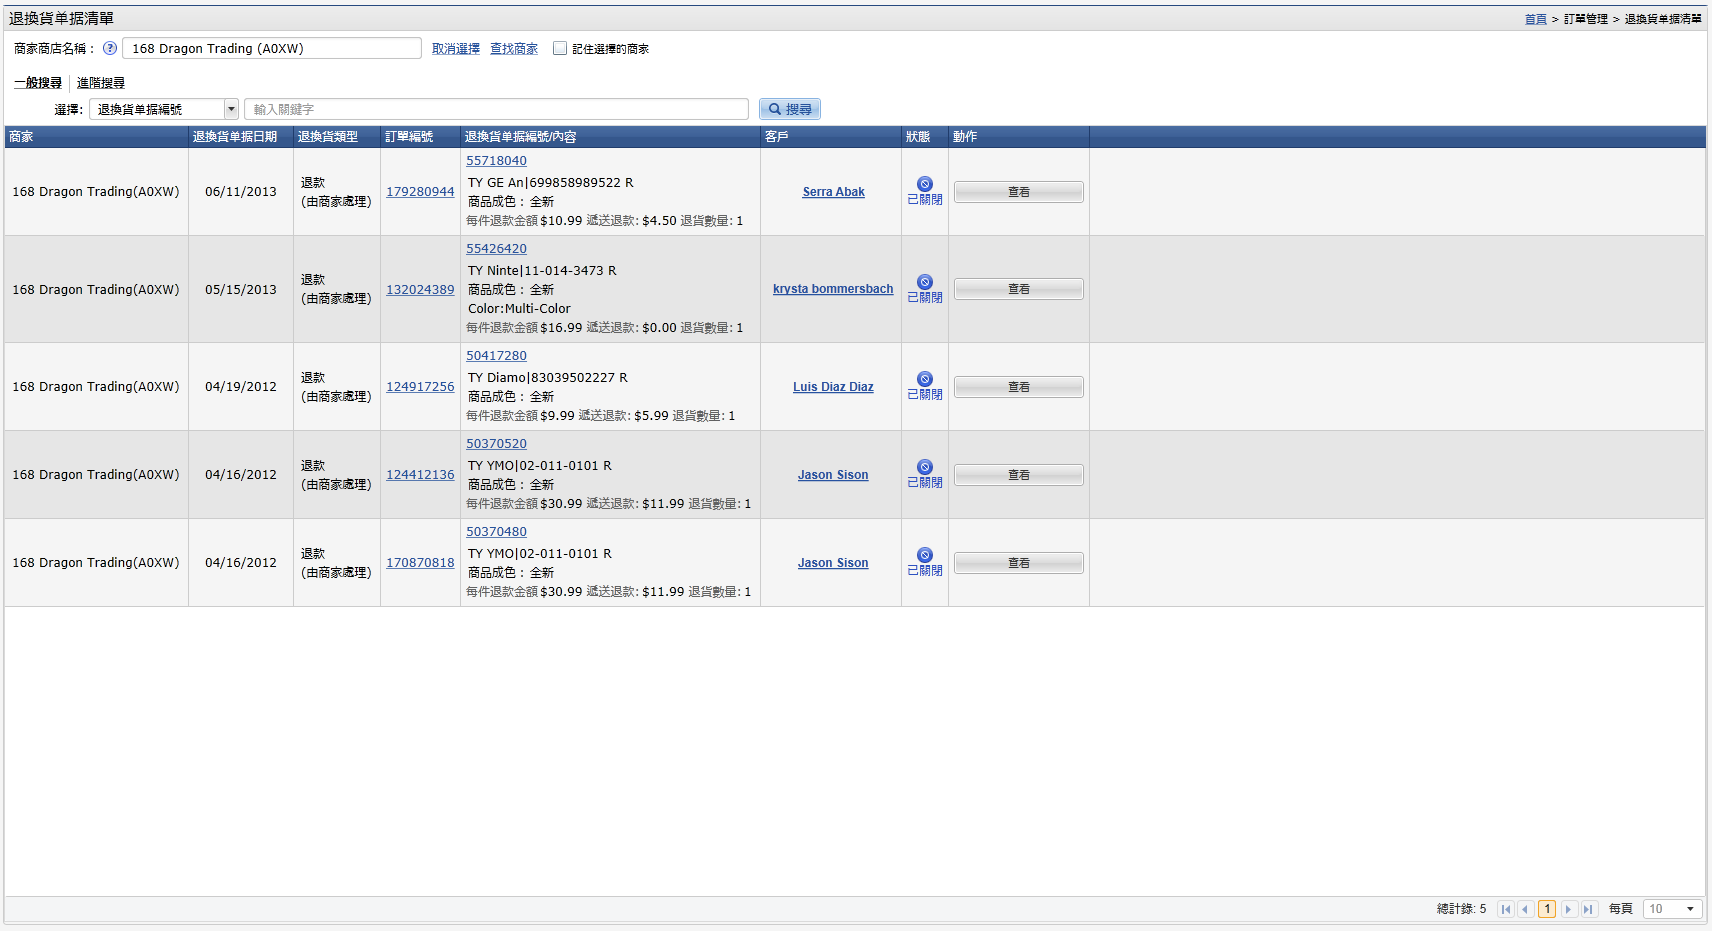 退換貨单据清單
首頁 > 訂單管理 > 退換貨单据清單
商家商店名稱： ? 168 Dragon Trading (A0XW) 取消選擇 查找商家 記住選擇的商家
一般搜尋 進階搜尋
選擇: 退換貨单据編號 輸入關鍵字 搜尋
商家 退換貨单据日期 退換貨類型 訂單編號 退換貨单据編號/內容 客戶 狀態 動作
55718040
TY GE An|699858989522 R
168 Dragon Trading(A0XW) 06/11/2013 退款 179280944 Serra Abak 查看
(由商家處理) 商品成色： 全新 已關閉
每件退款金額 $10.99 遞送退款: $4.50 退貨數量: 1
55426420
TY Ninte|11-014-3473 R
168 Dragon Trading(A0XW) 05/15/2013 退款 132024389 商品成色： 全新 krysta bommersbach 查看
(由商家處理) Color:Multi-Color 已關閉
每件退款金額 $16.99 遞送退款: $0.00 退貨數量: 1
50417280
TY Diamo|83039502227 R
168 Dragon Trading(A0XW) 04/19/2012 退款 124917256 Luis Diaz Diaz 查看
(由商家處理) 商品成色： 全新 已關閉
每件退款金額 $9.99 遞送退款: $5.99 退貨數量: 1
50370520
TY YMO|02-011-0101 R
168 Dragon Trading(A0XW) 04/16/2012 退款 124412136 Jason Sison 查看
(由商家處理) 商品成色： 全新 已關閉
每件退款金額 $30.99 遞送退款: $11.99 退貨數量: 1
50370480
TY YMO|02-011-0101 R
168 Dragon Trading(A0XW) 04/16/2012 退款 170870818 Jason Sison 查看
(由商家處理) 商品成色： 全新 已關閉
每件退款金額 $30.99 遞送退款: $11.99 退貨數量: 1
總計錄: 5 1 每頁 10